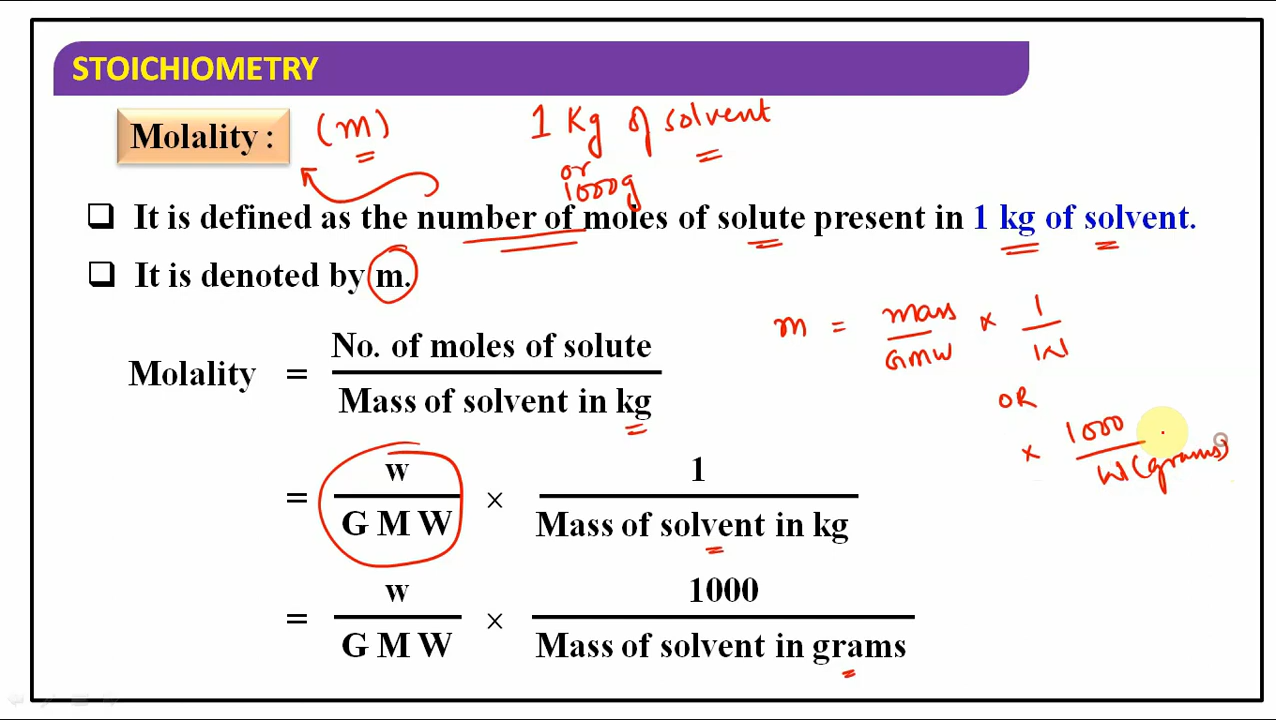 STOICHIOMETRY
Molality : (m) 1 Kg of solvent
or
1000g
It is defined as the number of moles of solute present in 1 kg of solvent.
It is denoted by m.
m = mass / GMW × 1 / W
Molality = No. of moles of solute / Mass of solvent in kg
OR
× 1000 / W (grams)
= w / G M W × 1 / Mass of solvent in kg
= w / G M W × 1000 / Mass of solvent in grams